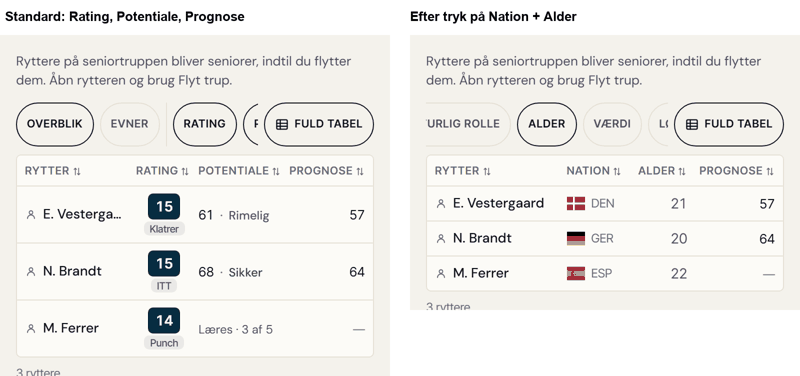 Standard: Rating, Potentiale, Prognose
Ryttere på seniortruppen bliver seniorer, indtil du flytter
dem. Åbn rytteren og brug Flyt trup.
OVERBLIK EVNER RATING FULD TABEL
RYTTER RATING POTENTIALE PROGNOSE
E. Vesterga... 15 61 · Rimelig 57
Klatrer
N. Brandt 15 68 · Sikker 64
ITT
M. Ferrer 14 Læres · 3 af 5 —
Punch
3 ryttere
Efter tryk på Nation + Alder
Ryttere på seniortruppen bliver seniorer, indtil du flytter
dem. Åbn rytteren og brug Flyt trup.
URLIG ROLLE ALDER VÆRDI FULD TABEL
RYTTER NATION ALDER PROGNOSE
E. Vestergaard DEN 21 57
N. Brandt GER 20 64
M. Ferrer ESP 22 —
3 ryttere